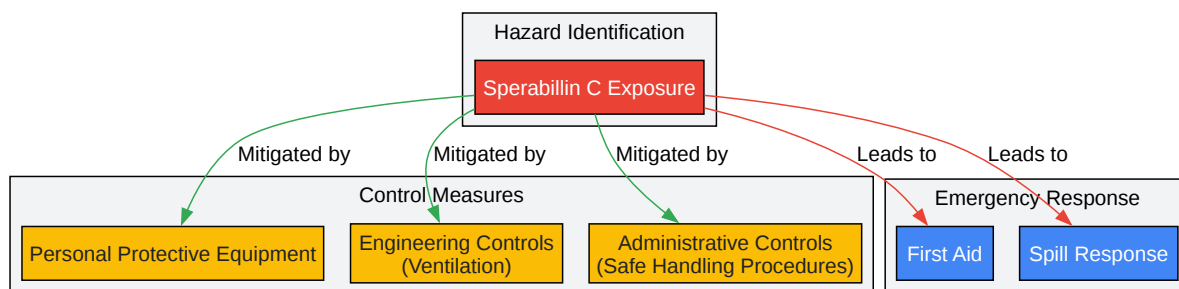 Hazard Identification
Sperabillin C Exposure
Mitigated by
Mitigated by
Mitigated by
Leads to
Leads to
Control Measures
Emergency Response
Personal Protective Equipment
Engineering Controls
(Ventilation)
Administrative Controls
(Safe Handling Procedures)
First Aid
Spill Response